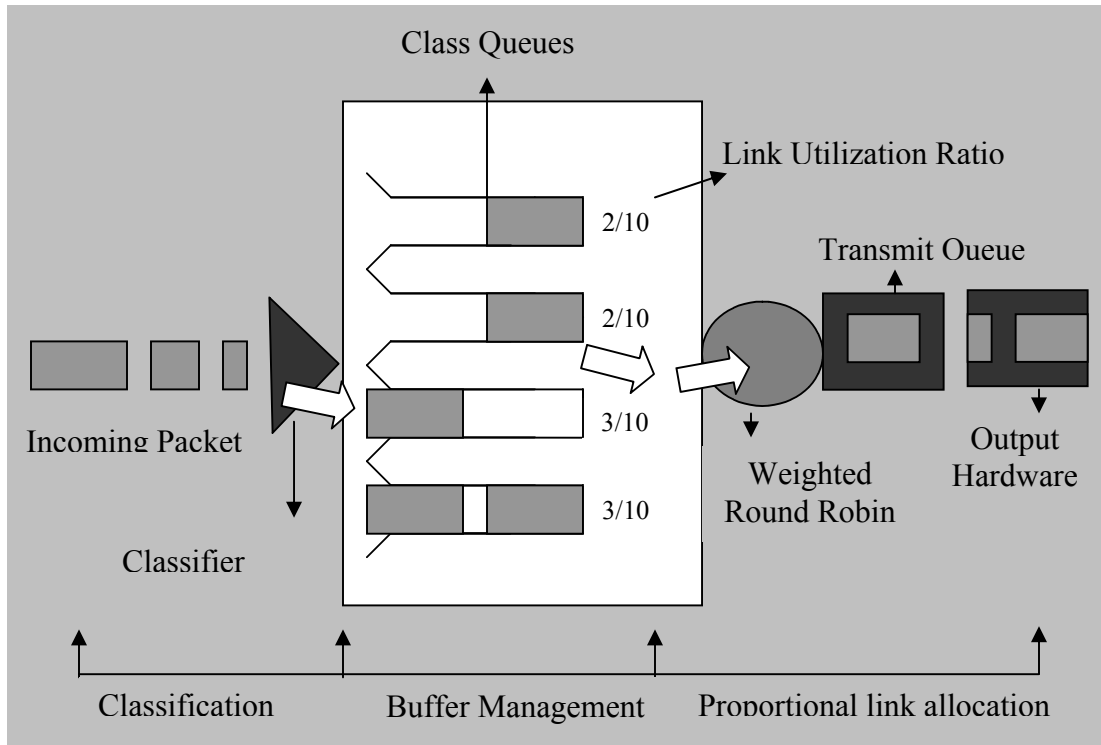 Class Queues
Link Utilization Ratio
2/10
Transmit Queue
2/10
Incoming Packet
3/10
Output
Hardware
Weighted
Round Robin
3/10
Classifier
Classification
Buffer Management
Proportional link allocation